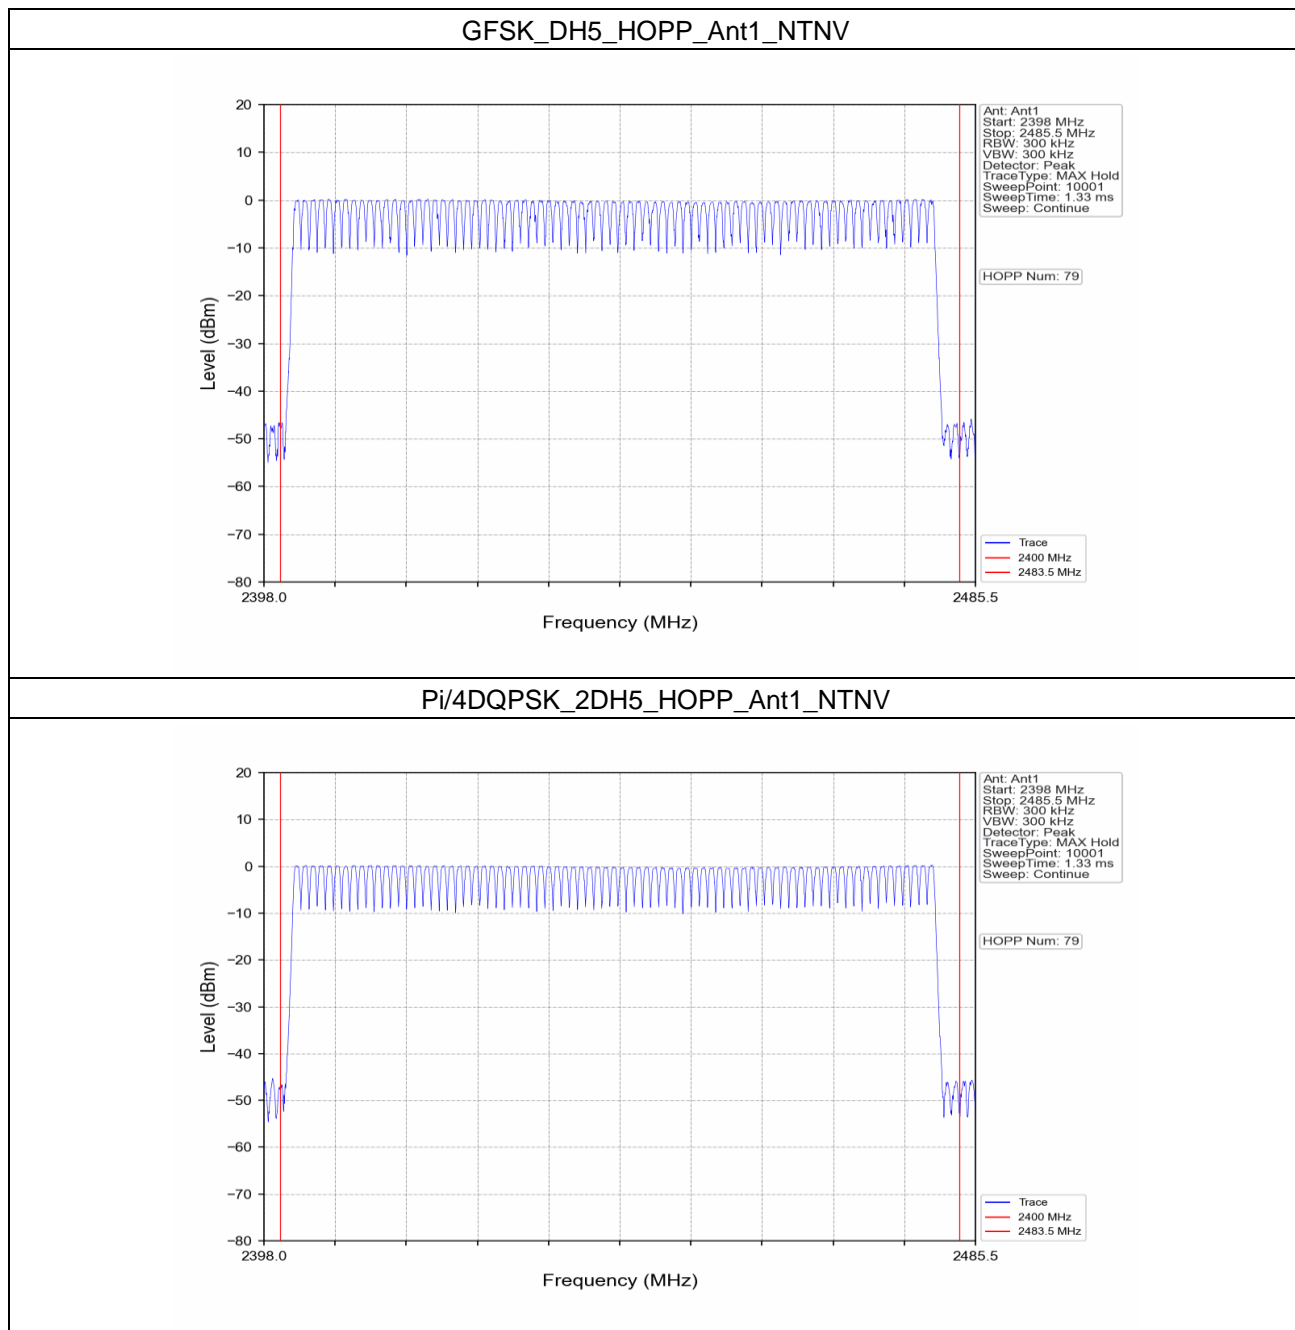 GFSK_DH5_HOPP_Ant1_NTNV
20
10
0
−10
−20
−30
−40
−50
−60
−70
−80
Level (dBm)
2398.0
2485.5
Frequency (MHz)
Ant: Ant1
Start: 2398 MHz
Stop: 2485.5 MHz
RBW: 300 kHz
VBW: 300 kHz
Detector: Peak
TraceType: MAX Hold
SweepPoint: 10001
SweepTime: 1.33 ms
Sweep: Continue
HOPP Num: 79
Trace
2400 MHz
2483.5 MHz
Pi/4DQPSK_2DH5_HOPP_Ant1_NTNV
20
10
0
−10
−20
−30
−40
−50
−60
−70
−80
Level (dBm)
2398.0
2485.5
Frequency (MHz)
Ant: Ant1
Start: 2398 MHz
Stop: 2485.5 MHz
RBW: 300 kHz
VBW: 300 kHz
Detector: Peak
TraceType: MAX Hold
SweepPoint: 10001
SweepTime: 1.33 ms
Sweep: Continue
HOPP Num: 79
Trace
2400 MHz
2483.5 MHz